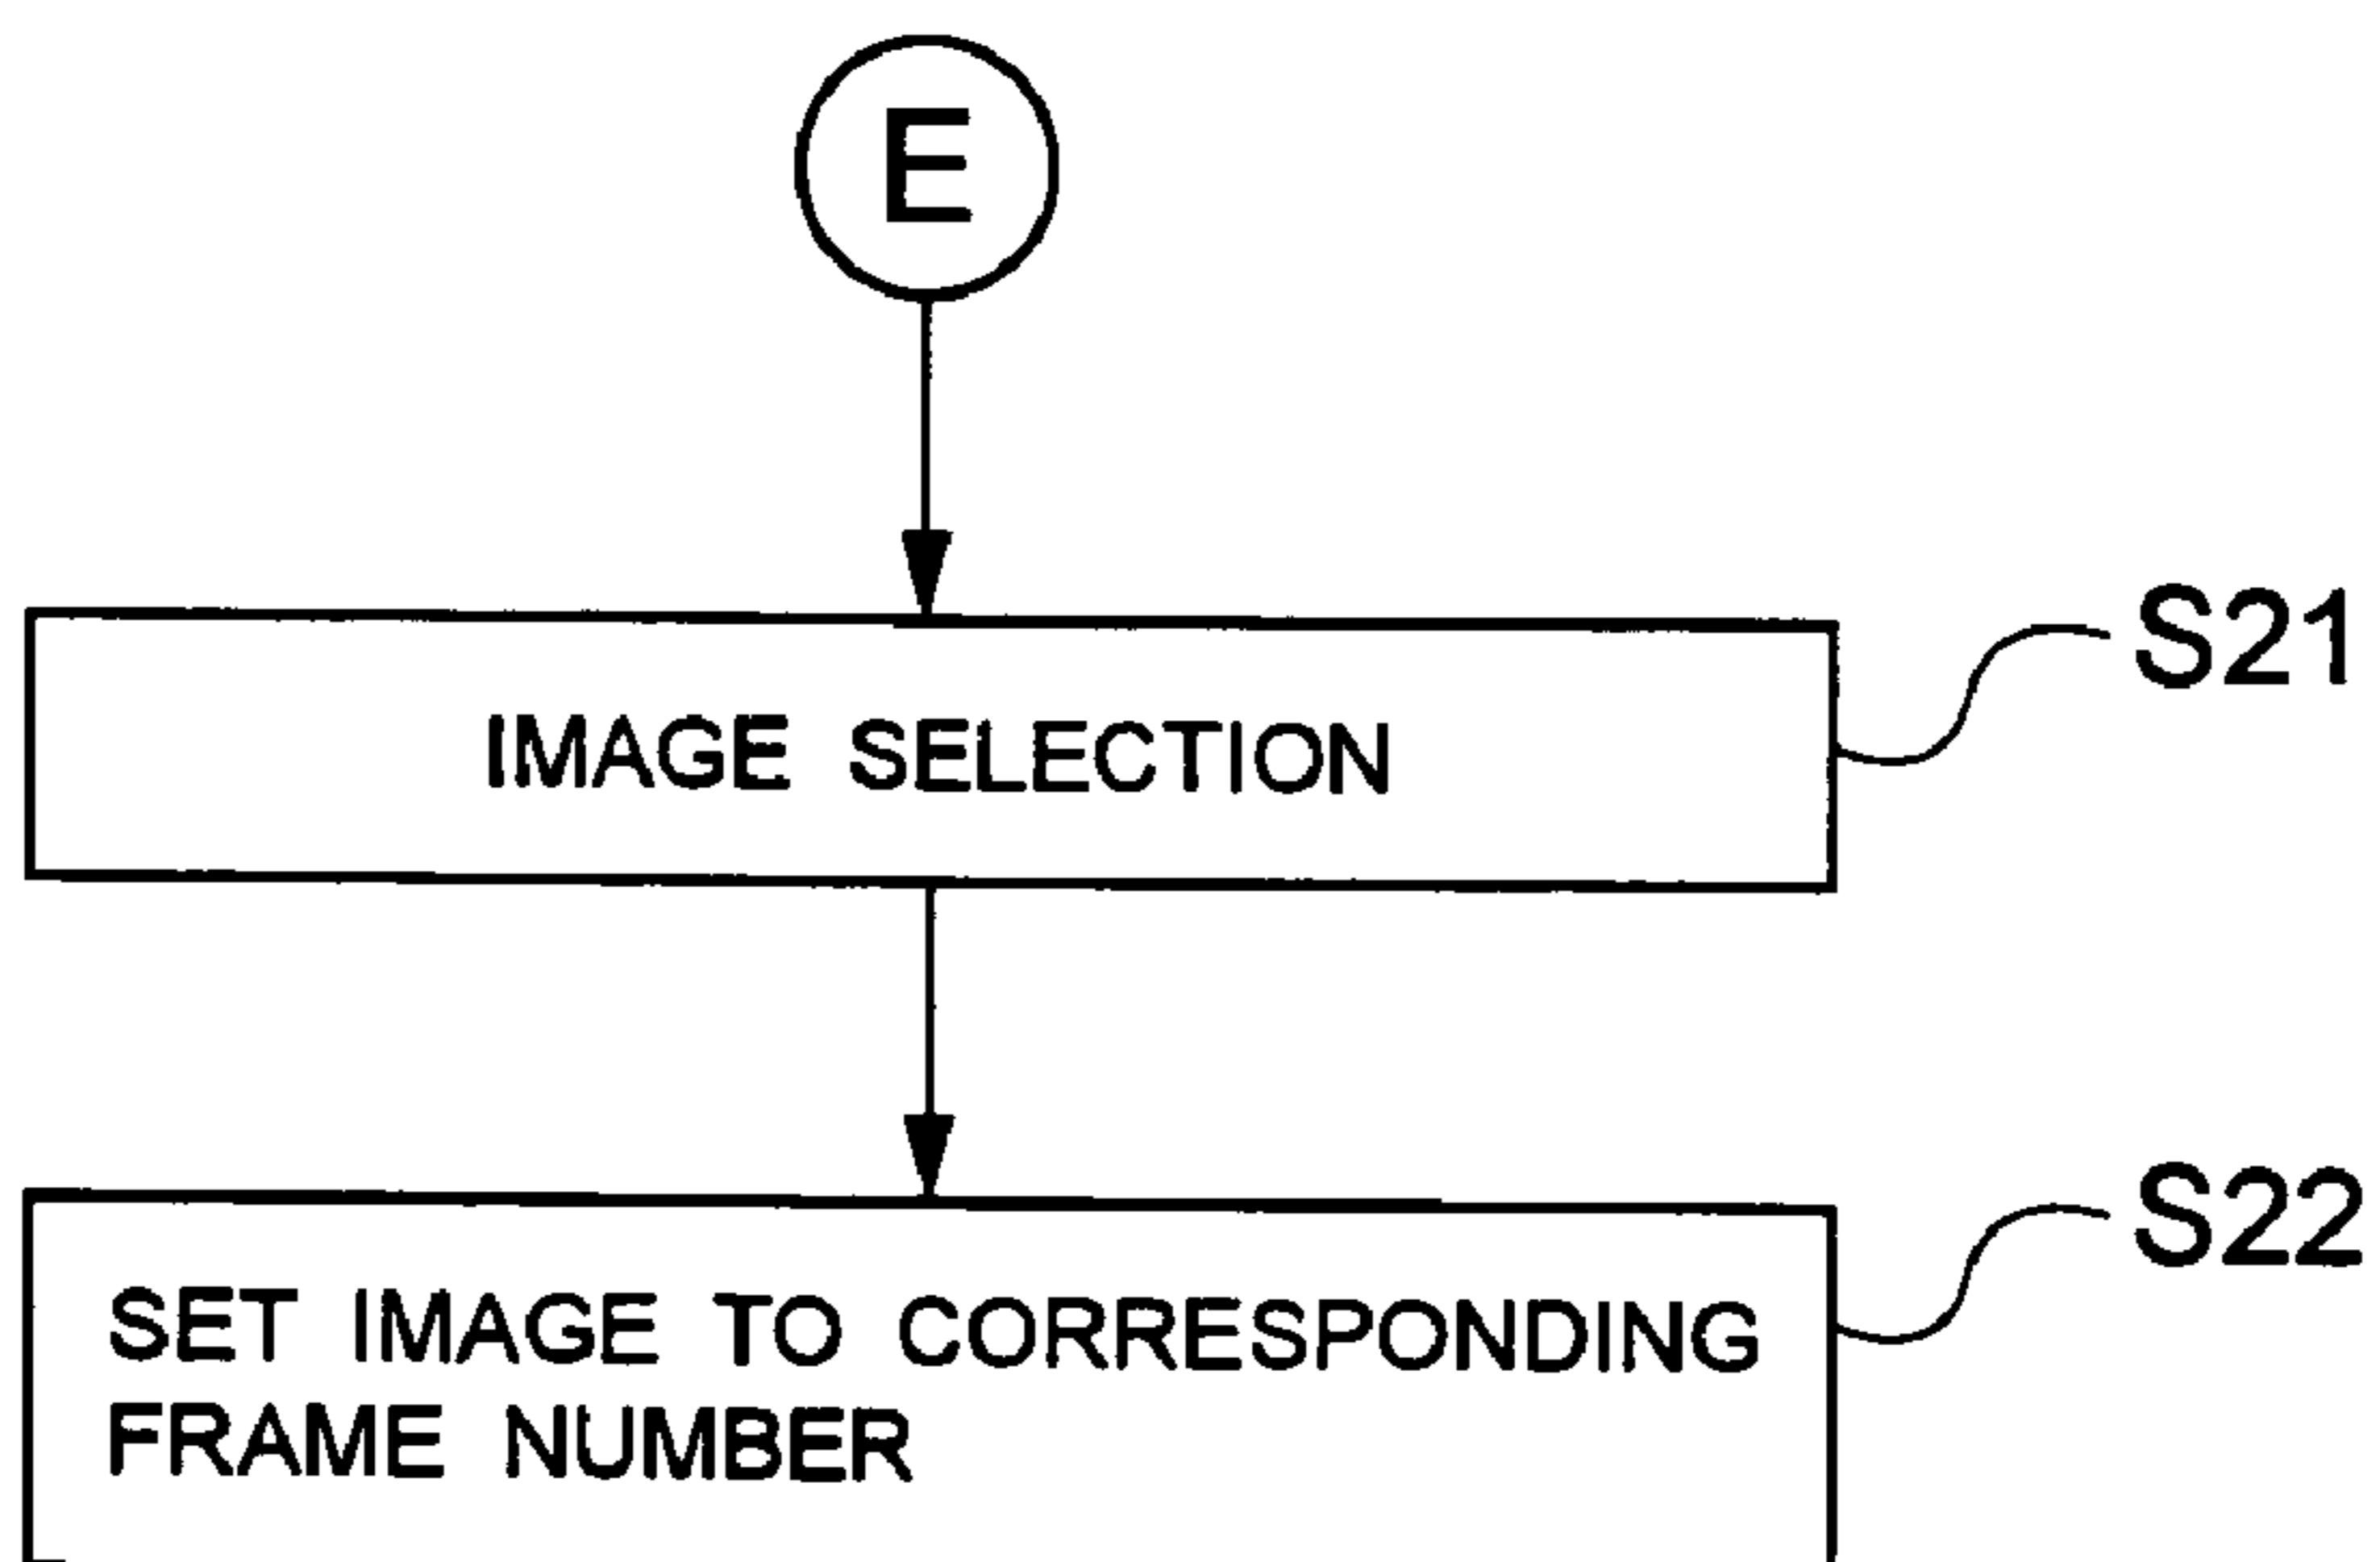 E
S21
IMAGE SELECTION
S22
SET IMAGE TO CORRESPONDING
FRAME NUMBER